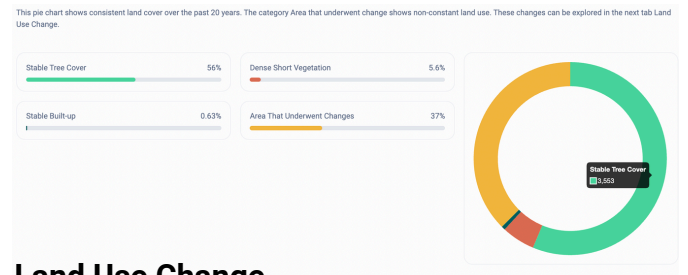 This pie chart shows consistent land cover over the past 20 years. The category Area that underwent change shows non-constant land use. These changes can be explored in the next tab Land
Use Change.
Stable Tree Cover 56%
Dense Short Vegetation 5.6%
Stable Built-up 0.63%
Area That Underwent Changes 37%
Stable Tree Cover
3,553
Land Use Change